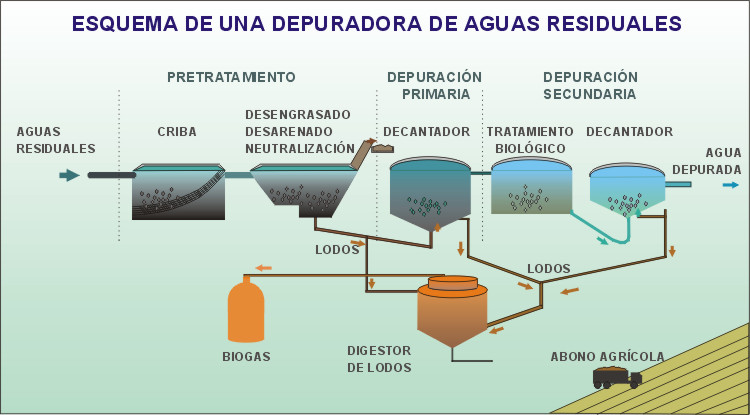 ESQUEMA DE UNA DEPURADORA DE AGUAS RESIDUALES
PRETRATAMIENTO
DEPURACIÓN
PRIMARIA
DEPURACIÓN
SECUNDARIA
AGUAS
RESIDUALES
CRIBA
DESENGRASADO
DESARENADO
NEUTRALIZACIÓN
DECANTADOR
TRATAMIENTO
BIOLÓGICO
DECANTADOR
AGUA
DEPURADA
LODOS
LODOS
BIOGAS
DIGESTOR
DE LODOS
ABONO AGRÍCOLA